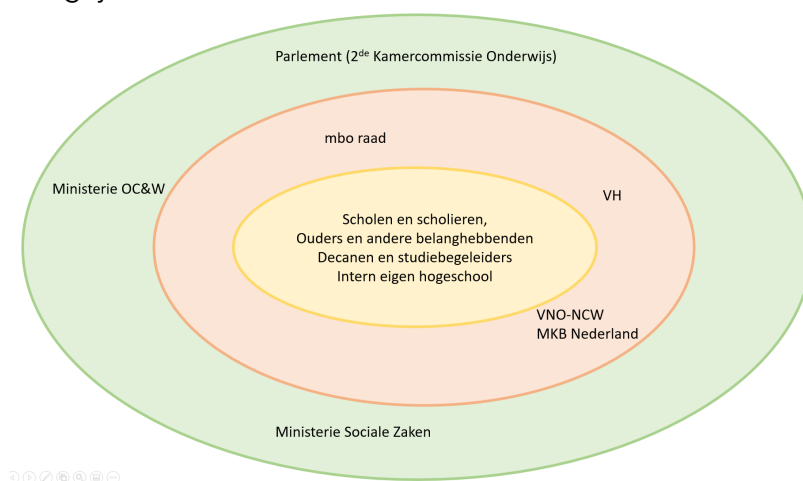 Parlement (2de Kamercommissie Onderwijs)
mbo raad
Ministerie OC&W
VH
Scholen en scholieren,
Ouders en andere belanghebbenden
Decanen en studiebegeleiders
Intern eigen hogeschool
VNO-NCW
MKB Nederland
Ministerie Sociale Zaken